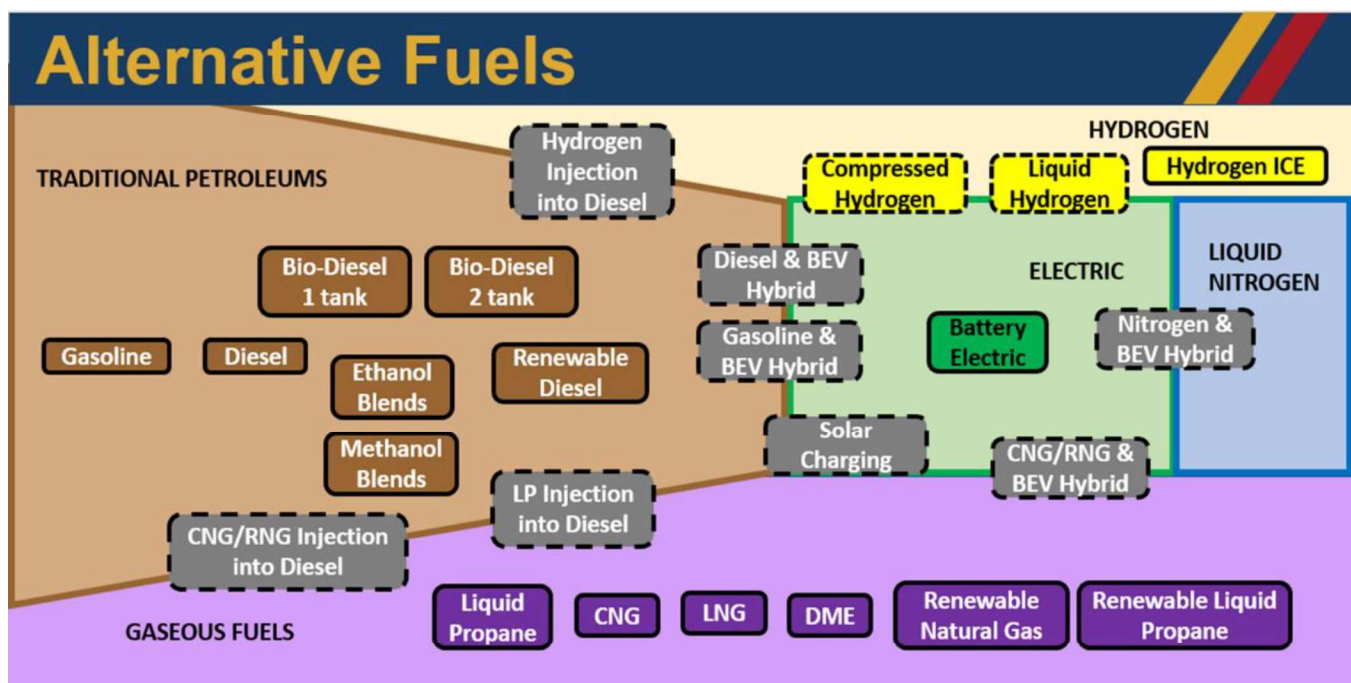 Alternative Fuels
HYDROGEN
TRADITIONAL PETROLEUMS
Hydrogen
Injection
into Diesel
Compressed
Hydrogen
Liquid
Hydrogen
Hydrogen ICE
Bio-Diesel
1 tank
Bio-Diesel
2 tank
Diesel & BEV
Hybrid
ELECTRIC
LIQUID
NITROGEN
Gasoline
Diesel
Ethanol
Blends
Renewable
Diesel
Gasoline &
BEV Hybrid
Battery
Electric
Nitrogen &
BEV Hybrid
Methanol
Blends
Solar
Charging
CNG/RNG &
BEV Hybrid
LP Injection
into Diesel
CNG/RNG Injection
into Diesel
GASEOUS FUELS
Liquid
Propane
CNG
LNG
DME
Renewable
Natural Gas
Renewable Liquid
Propane